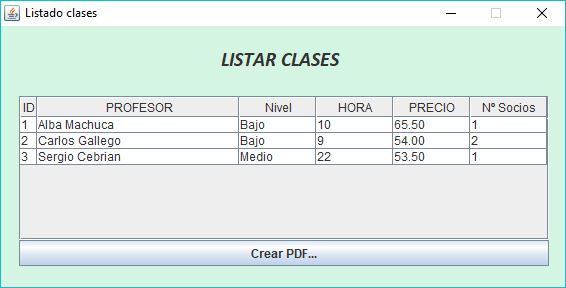 Listado clases
LISTAR CLASES
ID PROFESOR Nivel HORA PRECIO Nº Socios
1 Alba Machuca Bajo 10 65.50 1
2 Carlos Gallego Bajo 9 54.00 2
3 Sergio Cebrian Medio 22 53.50 1
Crear PDF...